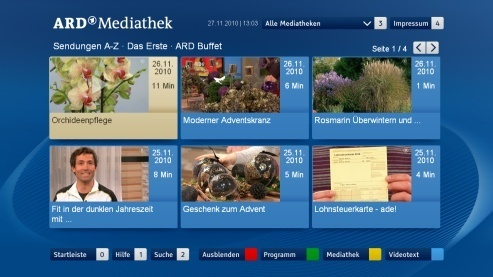 ARD Mediathek
27.11.2010 | 13:03
Alle Mediatheken 3
Impressum 4
Sendungen A-Z · Das Erste · ARD Buffet
Seite 1 / 4
26.11.
2010
11 Min
Orchideenpflege
26.11.
2010
6 Min
Moderner Adventskranz
26.11.
2010
1 Min
Rosmarin Überwintern und ...
25.11.
2010
8 Min
Fit in der dunklen Jahreszeit
mit ...
25.11.
2010
5 Min
Geschenk zum Advent
25.11.
2010
4 Min
Lohnsteuerkarte - ade!
Startleiste 0 Hilfe 1 Suche 2 Ausblenden Programm Mediathek Videotext